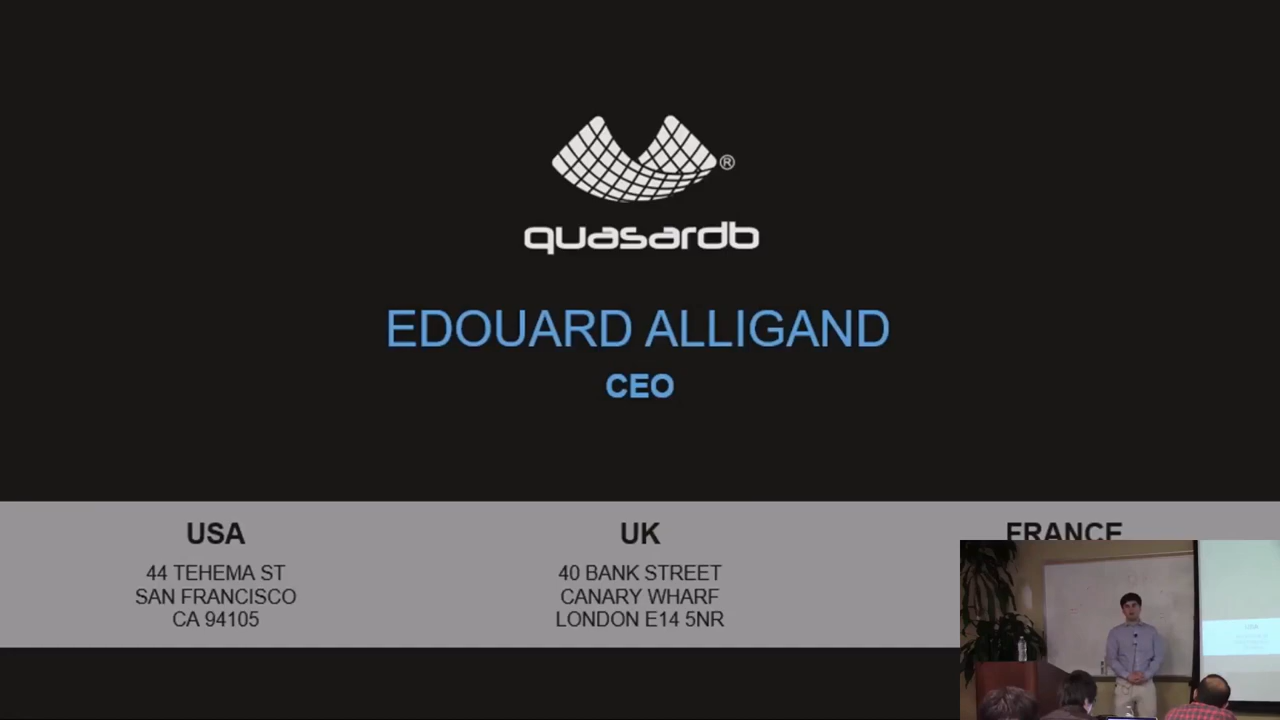 ®
quasardb
EDOUARD ALLIGAND
CEO
USA
44 TEHEMA ST
SAN FRANCISCO
CA 94105
UK
40 BANK STREET
CANARY WHARF
LONDON E14 5NR
FRANCE
USA